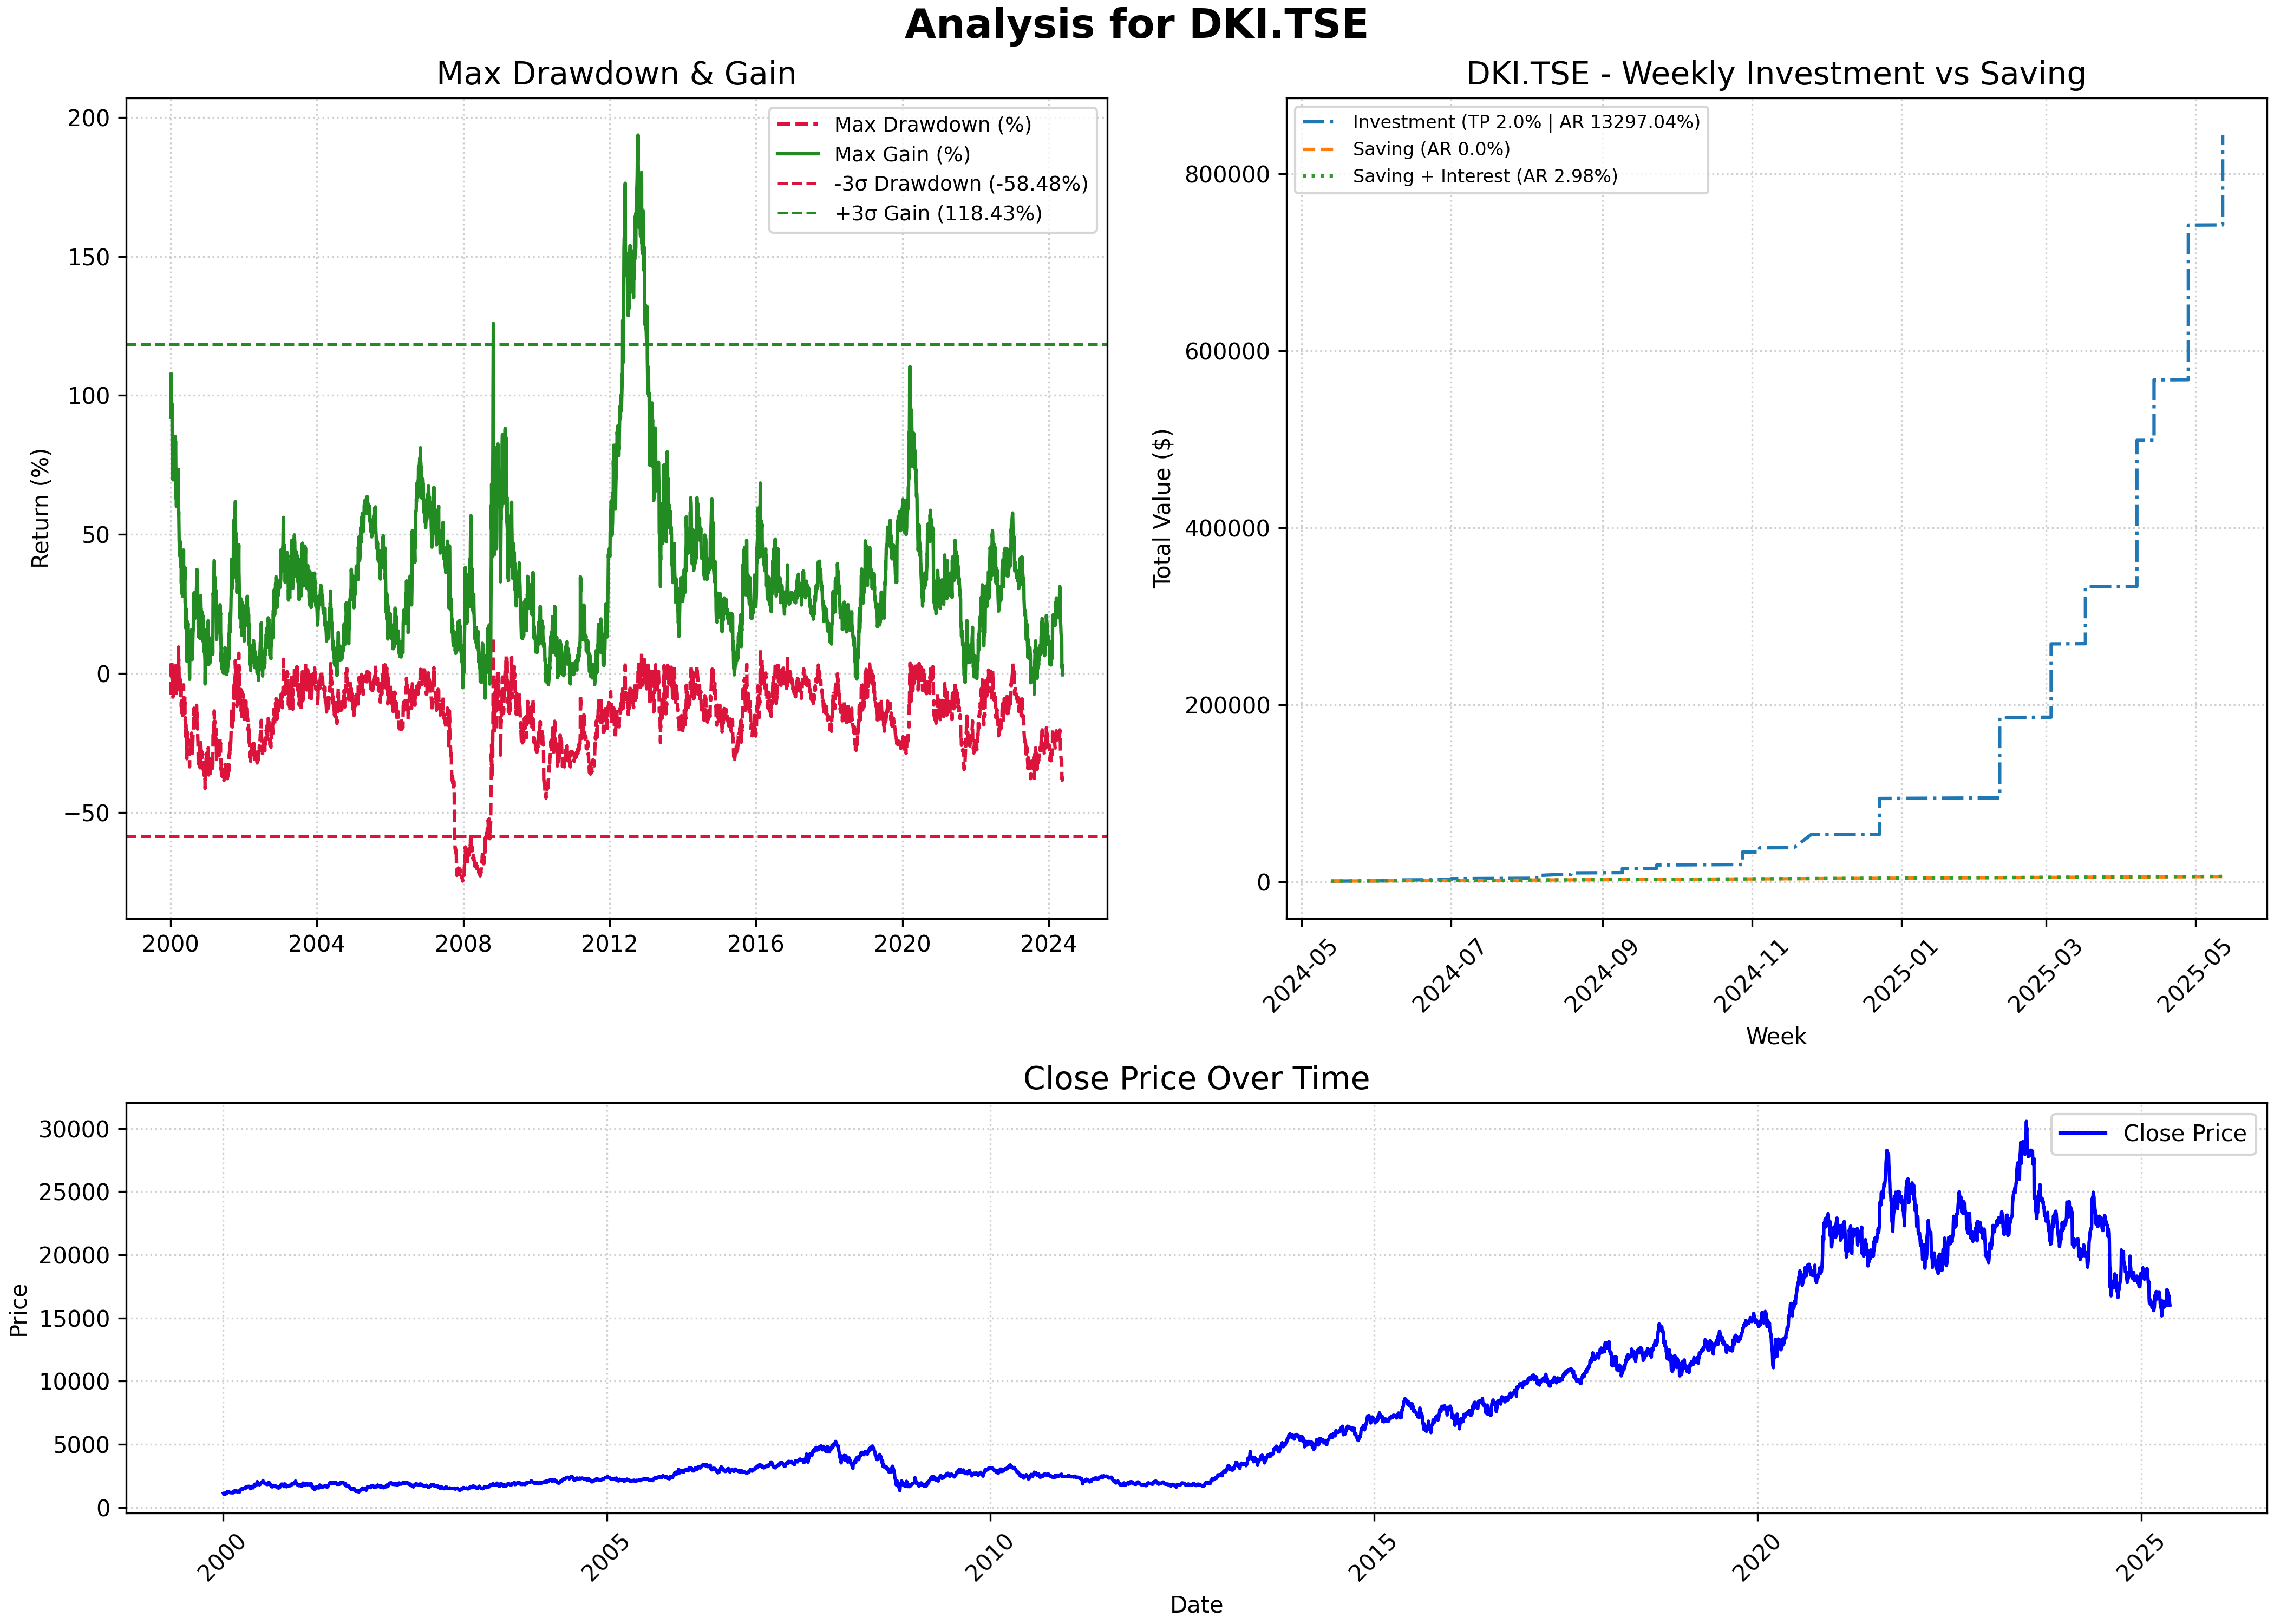 Analysis for DKI.TSE
Max Drawdown & Gain
Return (%)
200
150
100
50
0
−50
2000
2004
2008
2012
2016
2020
2024
Max Drawdown (%)
Max Gain (%)
-3σ Drawdown (-58.48%)
+3σ Gain (118.43%)
DKI.TSE - Weekly Investment vs Saving
Total Value ($)
800000
600000
400000
200000
0
2024-05
2024-07
2024-09
2024-11
2025-01
2025-03
2025-05
Week
Investment (TP 2.0% | AR 13297.04%)
Saving (AR 0.0%)
Saving + Interest (AR 2.98%)
Close Price Over Time
Price
30000
25000
20000
15000
10000
5000
0
2000
2005
2010
2015
2020
2025
Date
Close Price